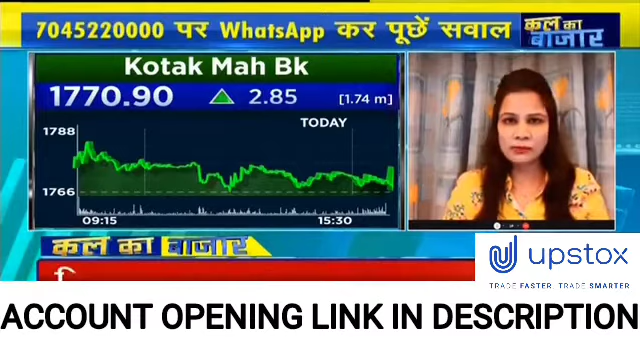 7045220000 पर WhatsApp कर पूछें सवाल
कल का
बाजार
Kotak Mah Bk
1770.90 ▲ 2.85 [1.74 m]
TODAY
1788
1766
09:15 15:30
कल का बाजार
upstox
TRADE FASTER. TRADE SMARTER
ACCOUNT OPENING LINK IN DESCRIPTION